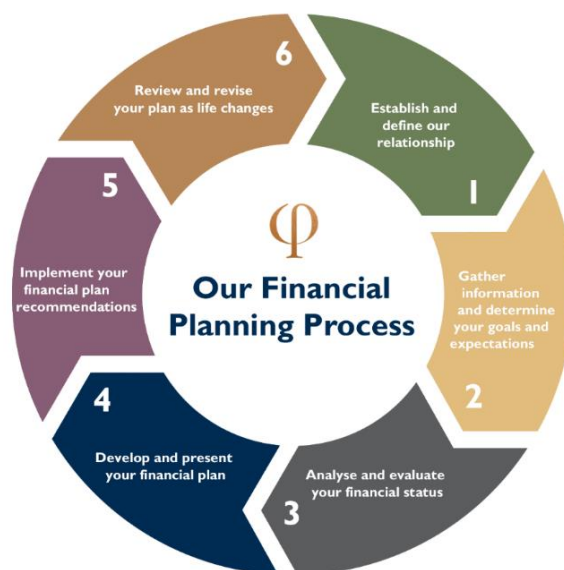 φ
Our Financial
Planning Process
1
Establish and
define our
relationship
2
Gather
information
and determine
your goals and
expectations
3
Analyse and evaluate
your financial status
4
Develop and present
your financial plan
5
Implement your
financial plan
recommendations
6
Review and revise
your plan as life changes